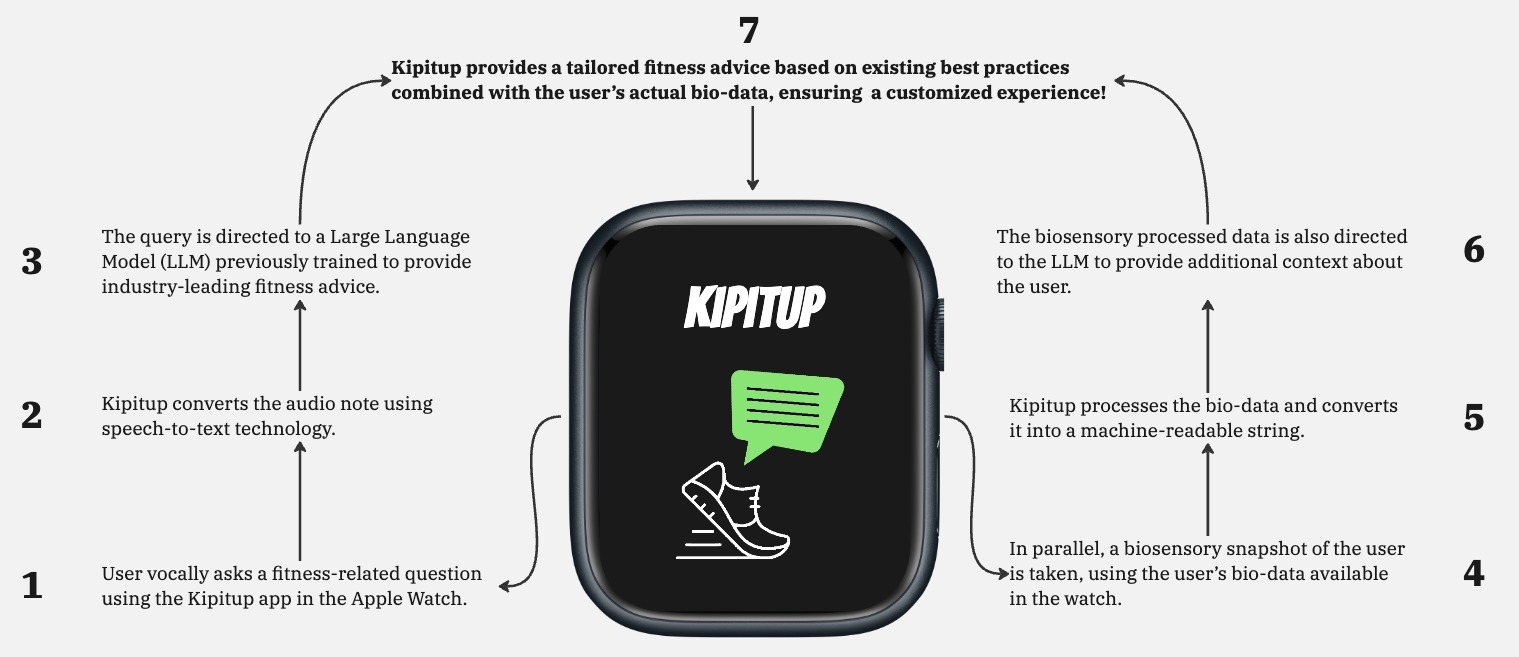 7
Kipitup provides a tailored fitness advice based on existing best practices
combined with the user’s actual bio-data, ensuring  a customized experience!
3
The query is directed to a Large Language
Model (LLM) previously trained to provide
industry-leading fitness advice.
2
Kipitup converts the audio note using
speech-to-text technology.
1
User vocally asks a fitness-related question
using the Kipitup app in the Apple Watch.
KIPITUP
The biosensory processed data is also directed
to the LLM to provide additional context about
the user.
6
Kipitup processes the bio-data and converts
it into a machine-readable string.
5
In parallel, a biosensory snapshot of the user
is taken, using the user’s bio-data available
in the watch.
4